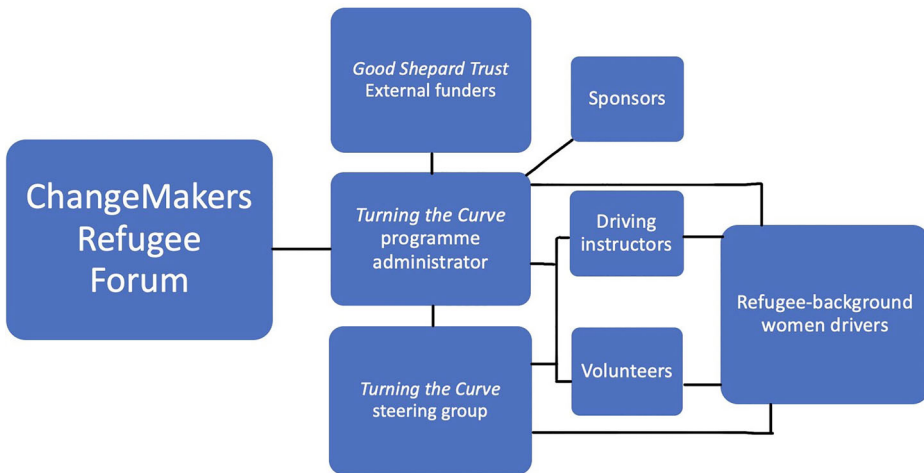 Good Shepard Trust
External funders
Sponsors
ChangeMakers
Refugee
Forum
Turning the Curve
programme
administrator
Driving
instructors
Refugee-background
women drivers
Turning the Curve
steering group
Volunteers